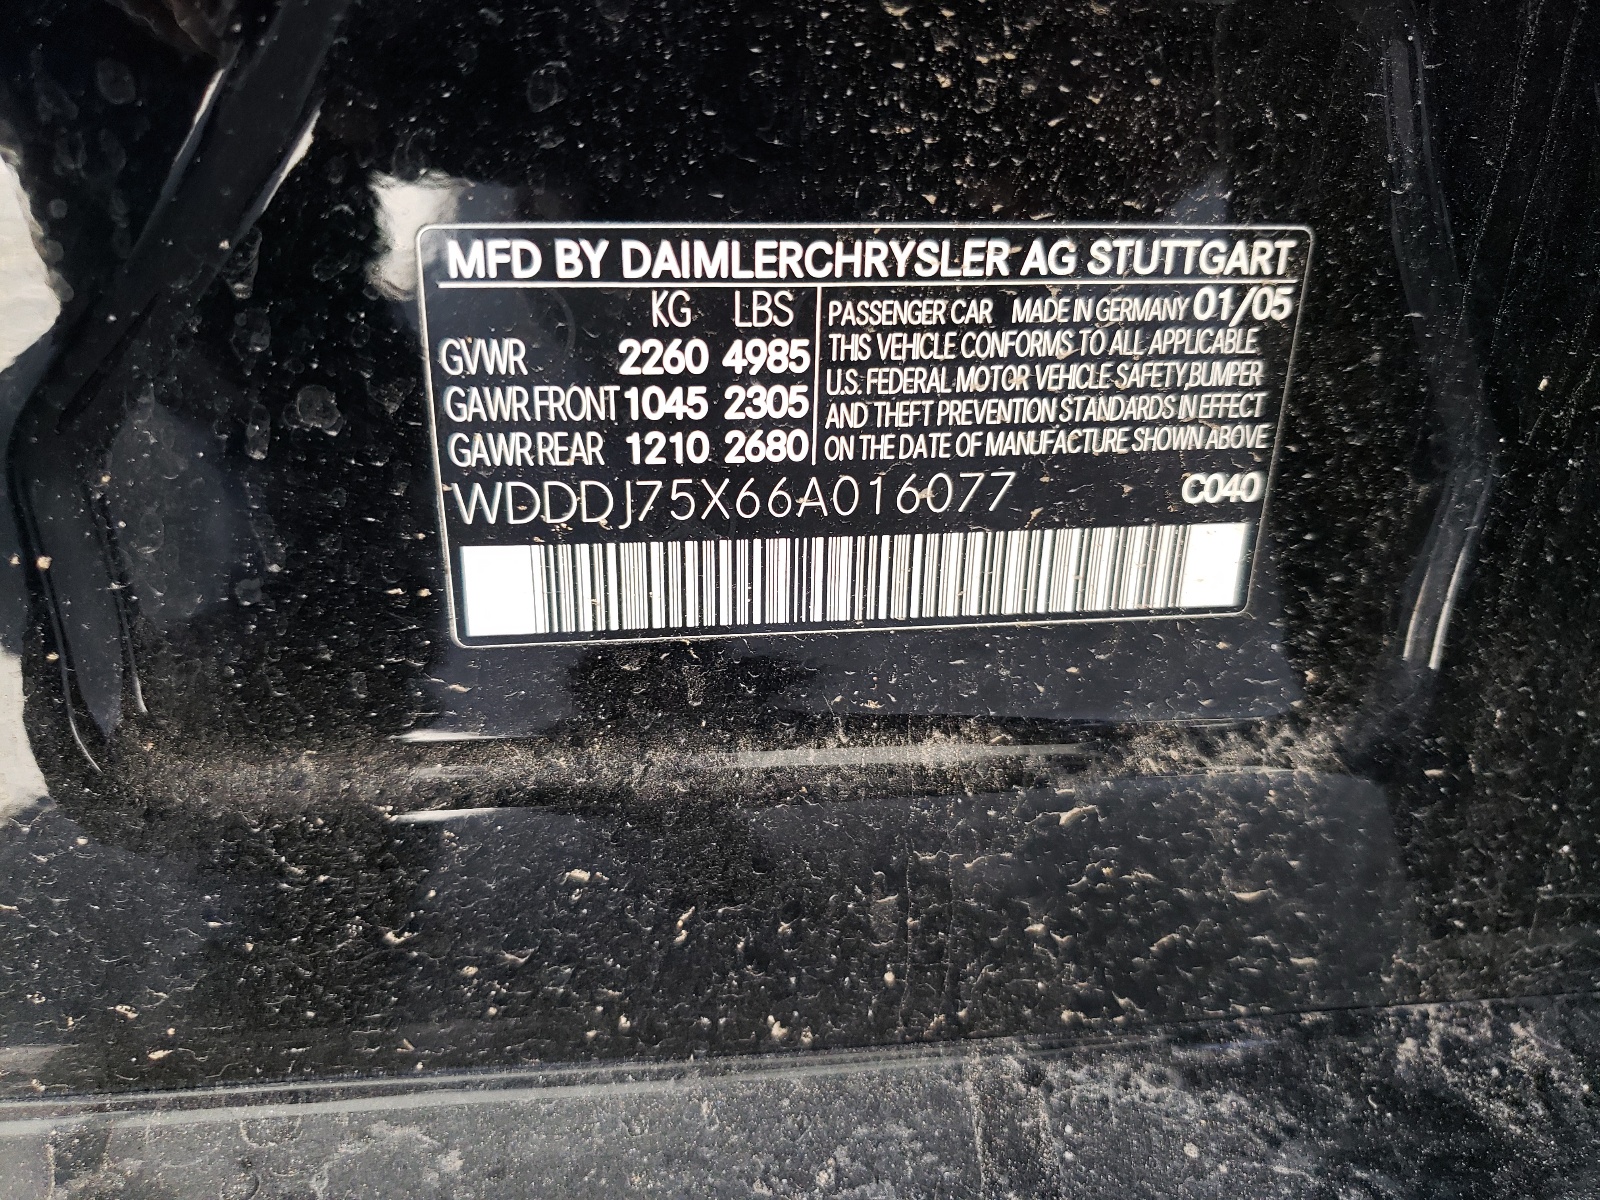 MFD BY DAIMLERCHRYSLER AG STUTTGART
KG LBS
GVWR 2260 4985
GAWR FRONT 1045 2305
GAWR REAR 1210 2680
PASSENGER CAR MADE IN GERMANY 01/05
THIS VEHICLE CONFORMS TO ALL APPLICABLE
U.S. FEDERAL MOTOR VEHICLE SAFETY, BUMPER
AND THEFT PREVENTION STANDARDS IN EFFECT
ON THE DATE OF MANUFACTURE SHOWN ABOVE
WDDDJ75X66A016077 C040